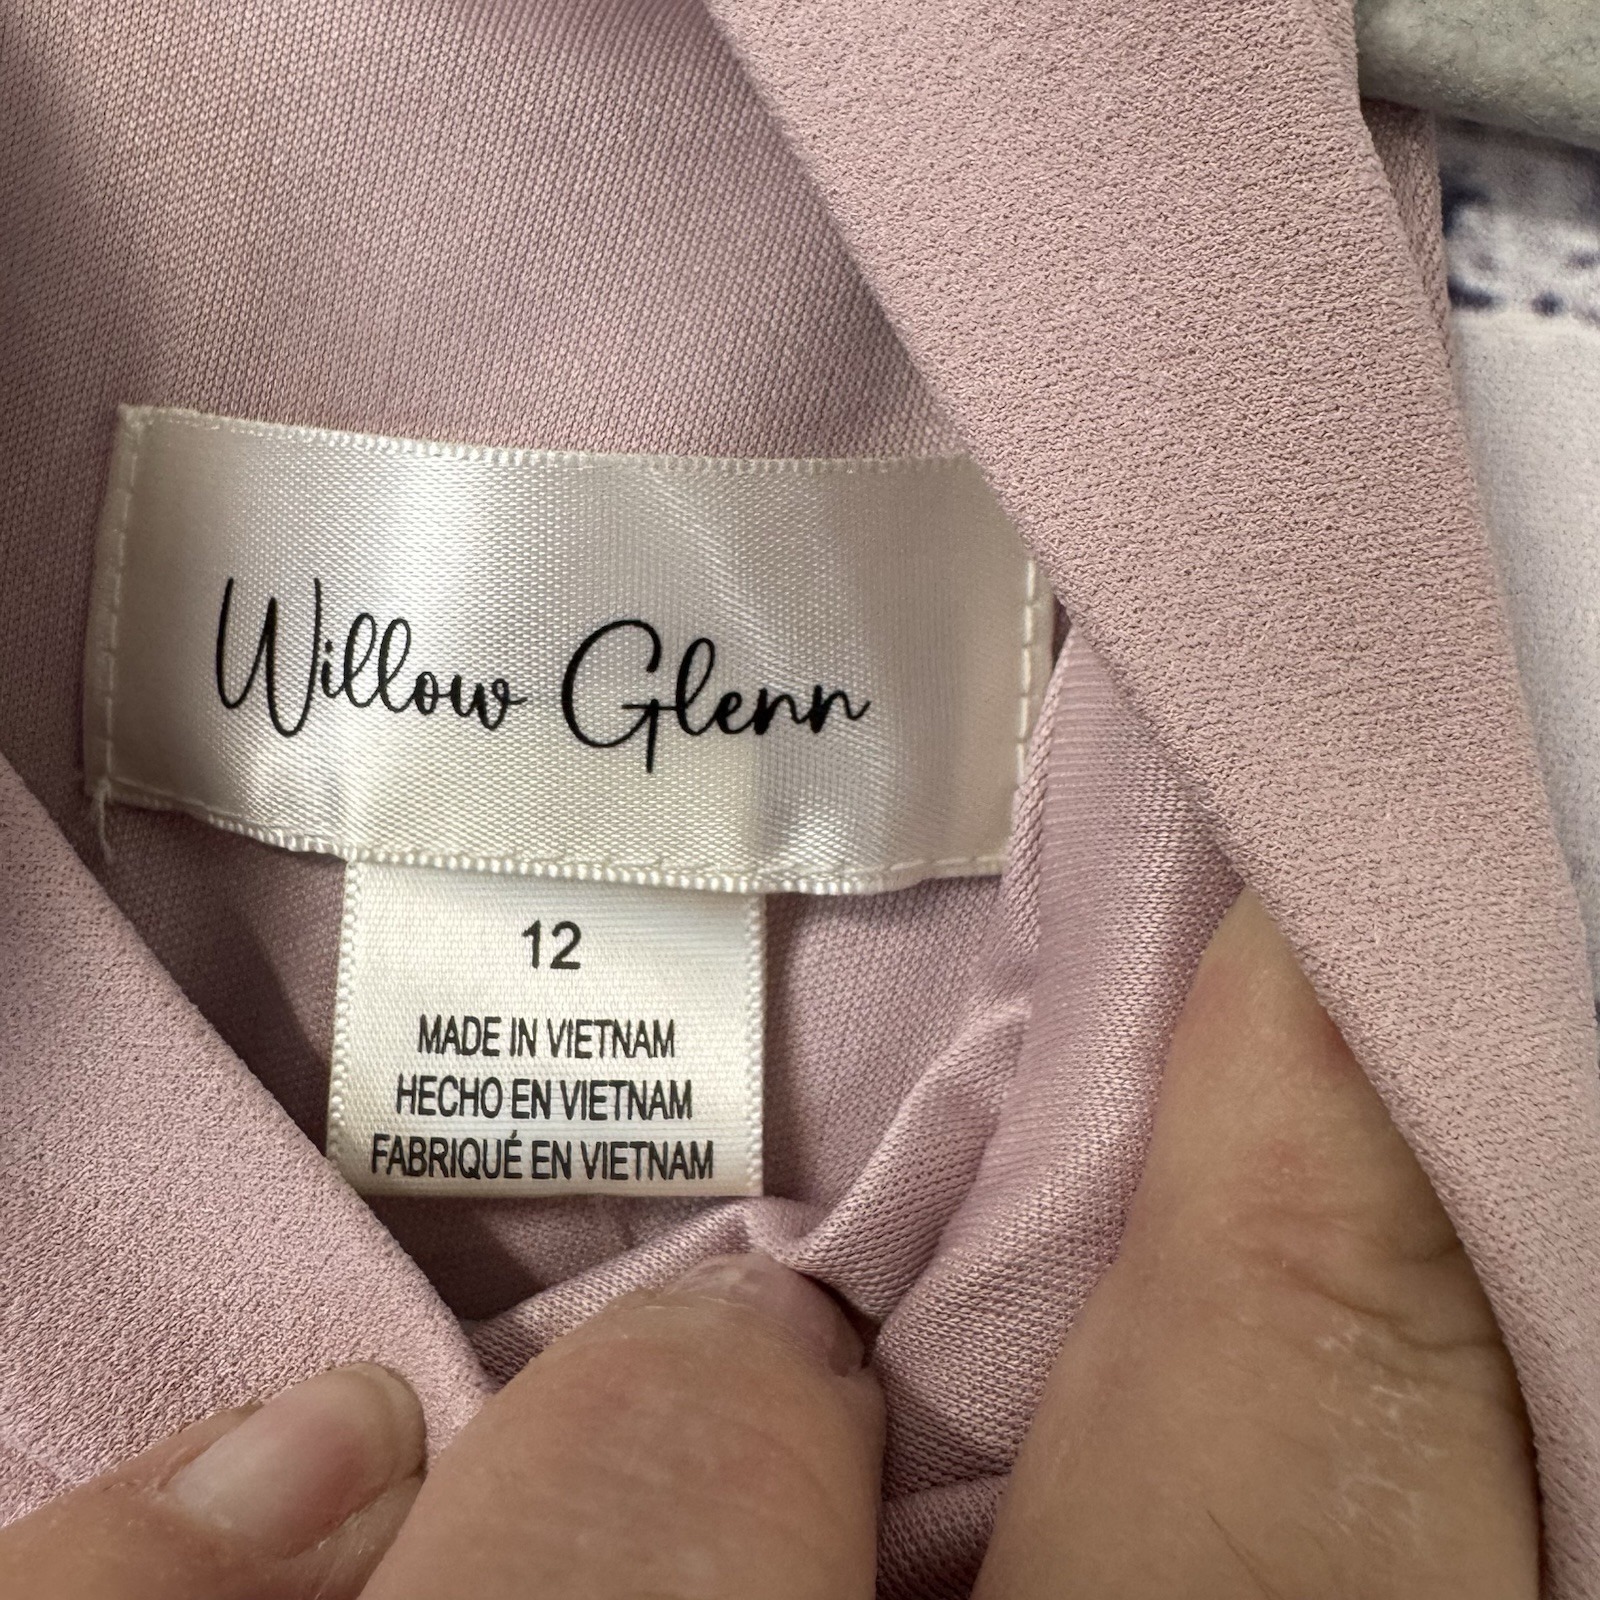 Willow Glenn
12
MADE IN VIETNAM
HECHO EN VIETNAM
FABRIQUÉ EN VIETNAM